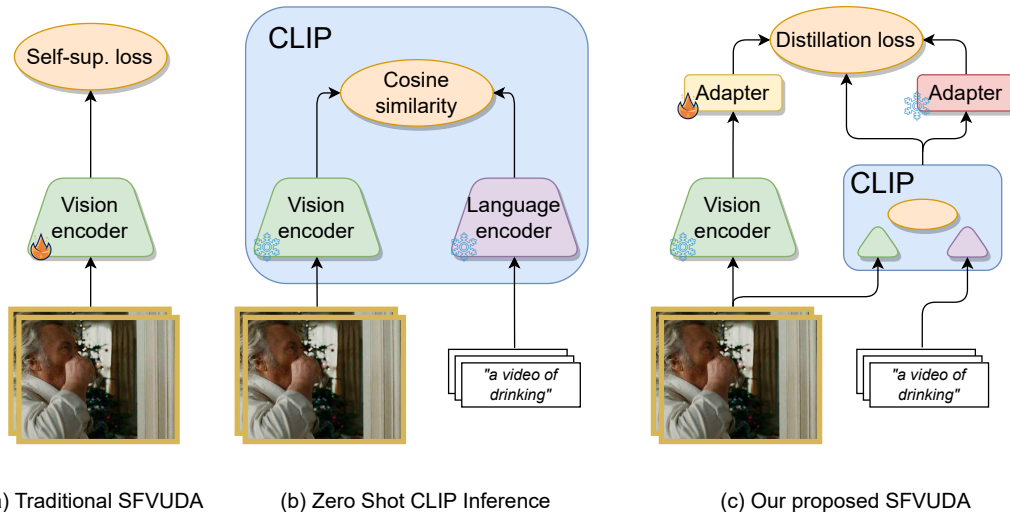 Self-sup. loss
Vision
encoder
) Traditional SFVUDA
CLIP
Cosine
similarity
Vision
encoder
Language
encoder
"a video of
drinking"
(b) Zero Shot CLIP Inference
Distillation loss
Adapter
Adapter
Vision
encoder
CLIP
"a video of
drinking"
(c) Our proposed SFVUDA